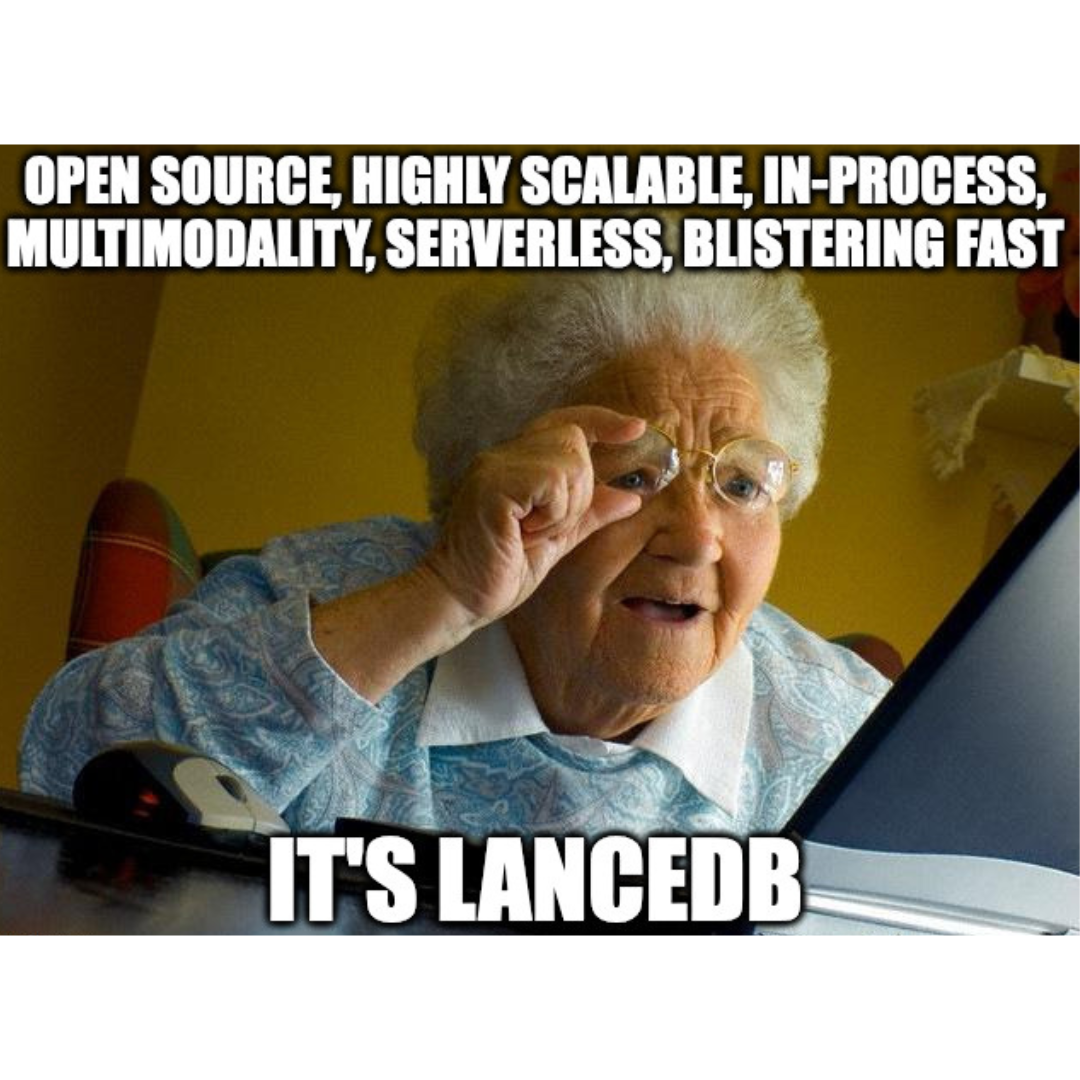 OPEN SOURCE, HIGHLY SCALABLE, IN-PROCESS,
MULTIMODALITY, SERVERLESS, BLISTERING FAST
IT'S LANCEDB